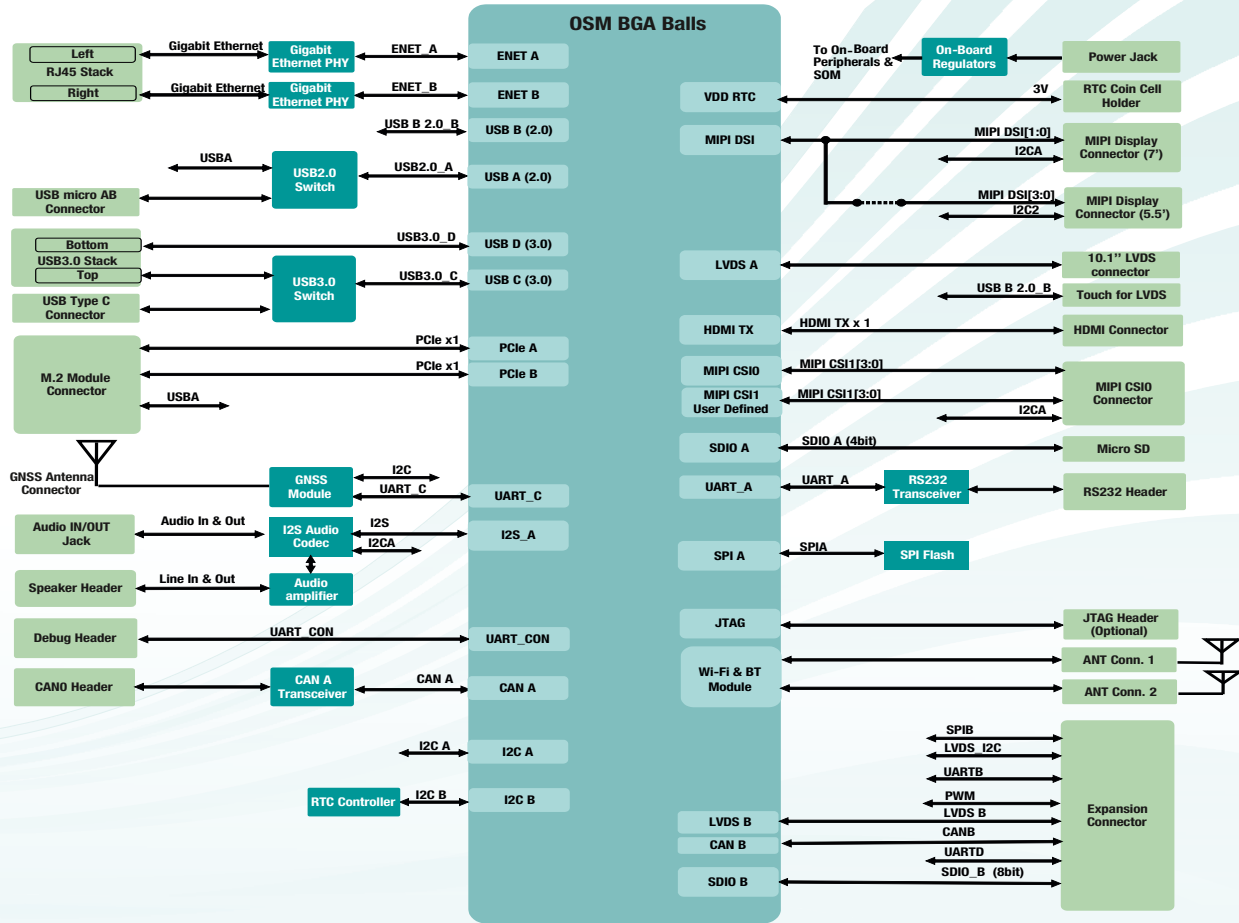 OSM BGA Balls
Left
RJ45 Stack
Right
Gigabit Ethernet
Gigabit
Ethernet PHY
ENET_A
ENET A
Gigabit Ethernet
Gigabit
Ethernet PHY
ENET_B
ENET B
USB B 2.0_B
USB B (2.0)
USBA
USB2.0
Switch
USB2.0_A
USB A (2.0)
USB micro AB
Connector
Bottom
USB3.0 Stack
Top
USB3.0_D
USB D (3.0)
USB3.0
Switch
USB3.0_C
USB C (3.0)
USB Type C
Connector
M.2 Module
Connector
PCIe x1
PCIe A
PCIe x1
PCIe B
USBA
GNSS Antenna
Connector
GNSS
Module
I2C
UART_C
UART_C
Audio IN/OUT
Jack
Audio In & Out
I2S Audio
Codec
I2S
I2CA
I2S_A
Speaker Header
Line In & Out
Audio
amplifier
Debug Header
UART_CON
UART_CON
CAN0 Header
CAN A
Transceiver
CAN A
CAN A
I2C A
I2C A
RTC Controller
I2C B
I2C B
To On-Board
Peripherals &
SOM
On-Board
Regulators
Power Jack
VDD RTC
3V
RTC Coin Cell
Holder
MIPI DSI
MIPI DSI[1:0]
I2CA
MIPI Display
Connector (7')
MIPI DSI[3:0]
I2C2
MIPI Display
Connector (5.5')
LVDS A
10.1'' LVDS
connector
USB B 2.0_B
Touch for LVDS
HDMI TX
HDMI TX x 1
HDMI Connector
MIPI CSI0
MIPI CSI1[3:0]
MIPI CSI1
User Defined
MIPI CSI1[3:0]
I2CA
MIPI CSI0
Connector
SDIO A
SDIO A (4bit)
Micro SD
UART_A
UART_A
RS232
Transceiver
RS232 Header
SPI A
SPIA
SPI Flash
JTAG
JTAG Header
(Optional)
Wi-Fi & BT
Module
ANT Conn. 1
ANT Conn. 2
SPIB
LVDS_I2C
UARTB
PWM
LVDS B
LVDS B
CANB
CAN B
UARTD
SDIO_B (8bit)
SDIO B
Expansion
Connector